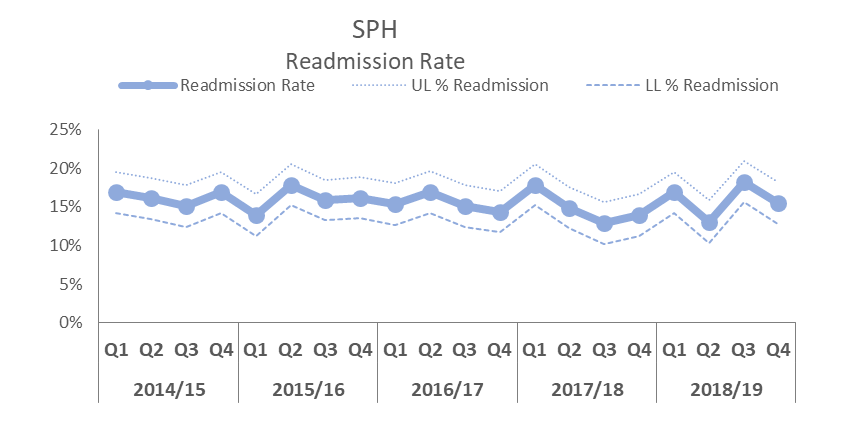 SPH
Readmission Rate
Readmission Rate UL % Readmission LL % Readmission
25%
20%
15%
10%
5%
0%
Q1 Q2 Q3 Q4 Q1 Q2 Q3 Q4 Q1 Q2 Q3 Q4 Q1 Q2 Q3 Q4 Q1 Q2 Q3 Q4
2014/15 2015/16 2016/17 2017/18 2018/19